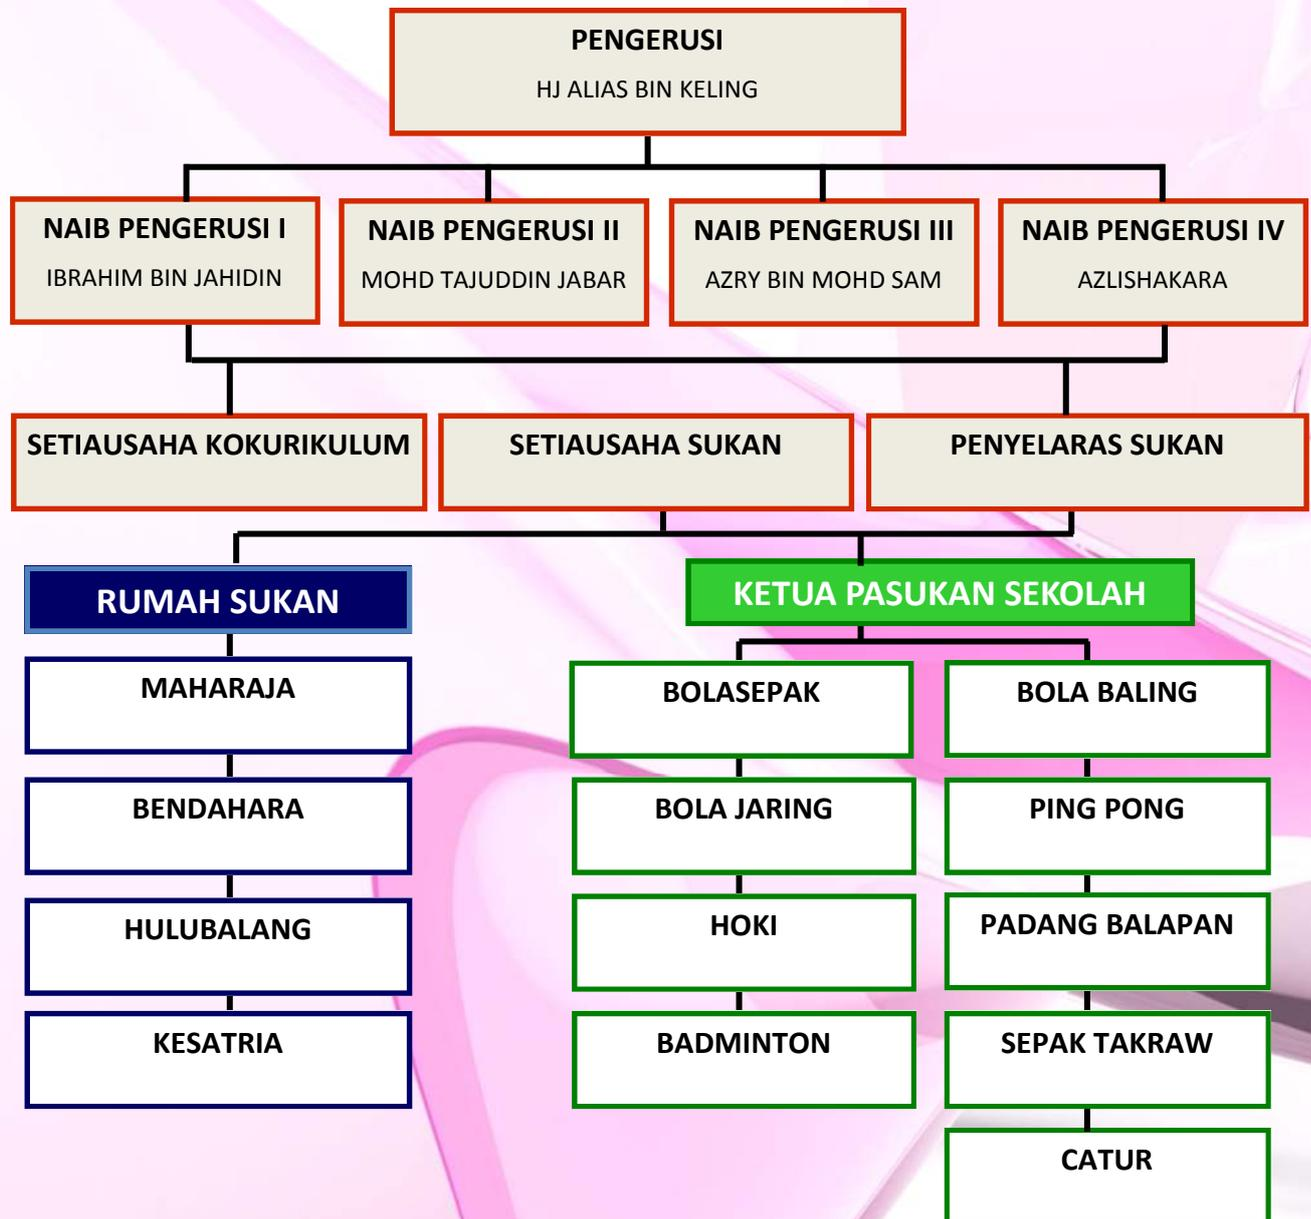 PENGERUSI
HJ ALIAS BIN KELING
NAIB PENGERUSI I
IBRAHIM BIN JAHIDIN
NAIB PENGERUSI II
MOHD TAJUDDIN JABAR
NAIB PENGERUSI III
AZRY BIN MOHD SAM
NAIB PENGERUSI IV
AZLISHAKARA
SETIAUSAHA KOKURIKULUM
SETIAUSAHA SUKAN
PENYELARAS SUKAN
RUMAH SUKAN
MAHARAJA
BENDAHARA
HULUBALANG
KESATRIA
KETUA PASUKAN SEKOLAH
BOLASEPAK
BOLA JARING
HOKI
BADMINTON
BOLA BALING
PING PONG
PADANG BALAPAN
SEPAK TAKRAW
CATUR